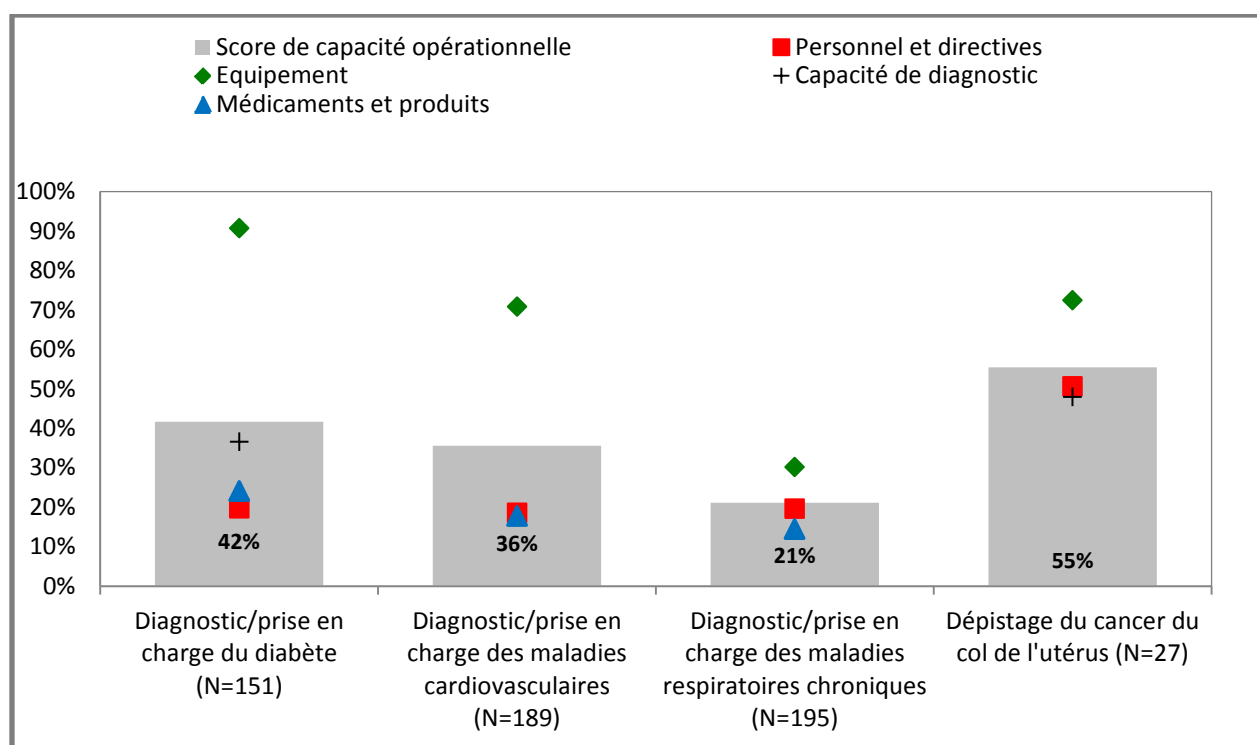 Score de capacité opérationnelle
Personnel et directives
Equipement
Capacité de diagnostic
Médicaments et produits
100%
90%
80%
70%
60%
50%
40%
30%
20%
10%
0%
42%
36%
21%
55%
Diagnostic/prise en
charge du diabète
(N=151)
Diagnostic/prise en
charge des maladies
cardiovasculaires
(N=189)
Diagnostic/prise en
charge des maladies
respiratoires chroniques
(N=195)
Dépistage du cancer du
col de l'utérus (N=27)